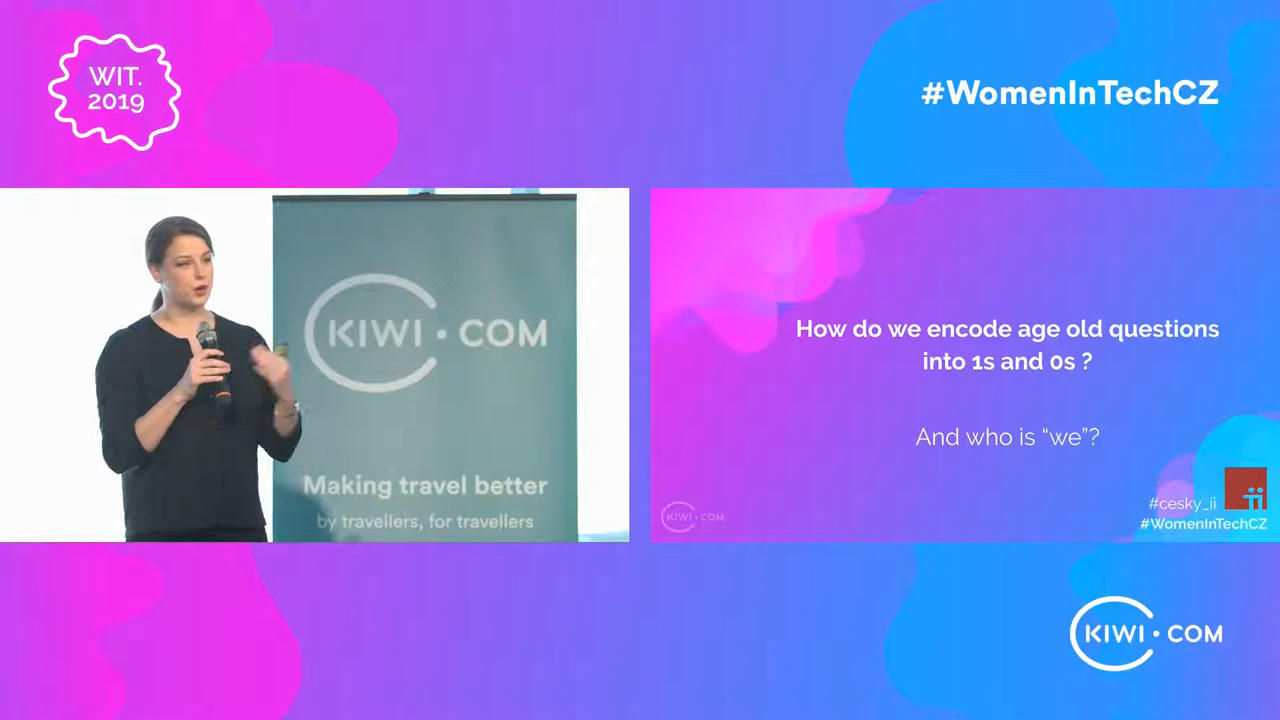 WIT.
2019
#WomenInTechCZ
KIWI·COM
Making travel better
by travellers, for travellers
How do we encode age old questions
into 1s and 0s ?
And who is “we”?
KIWI·COM
#cesky_ii
#WomenInTechCZ
KIWI·COM